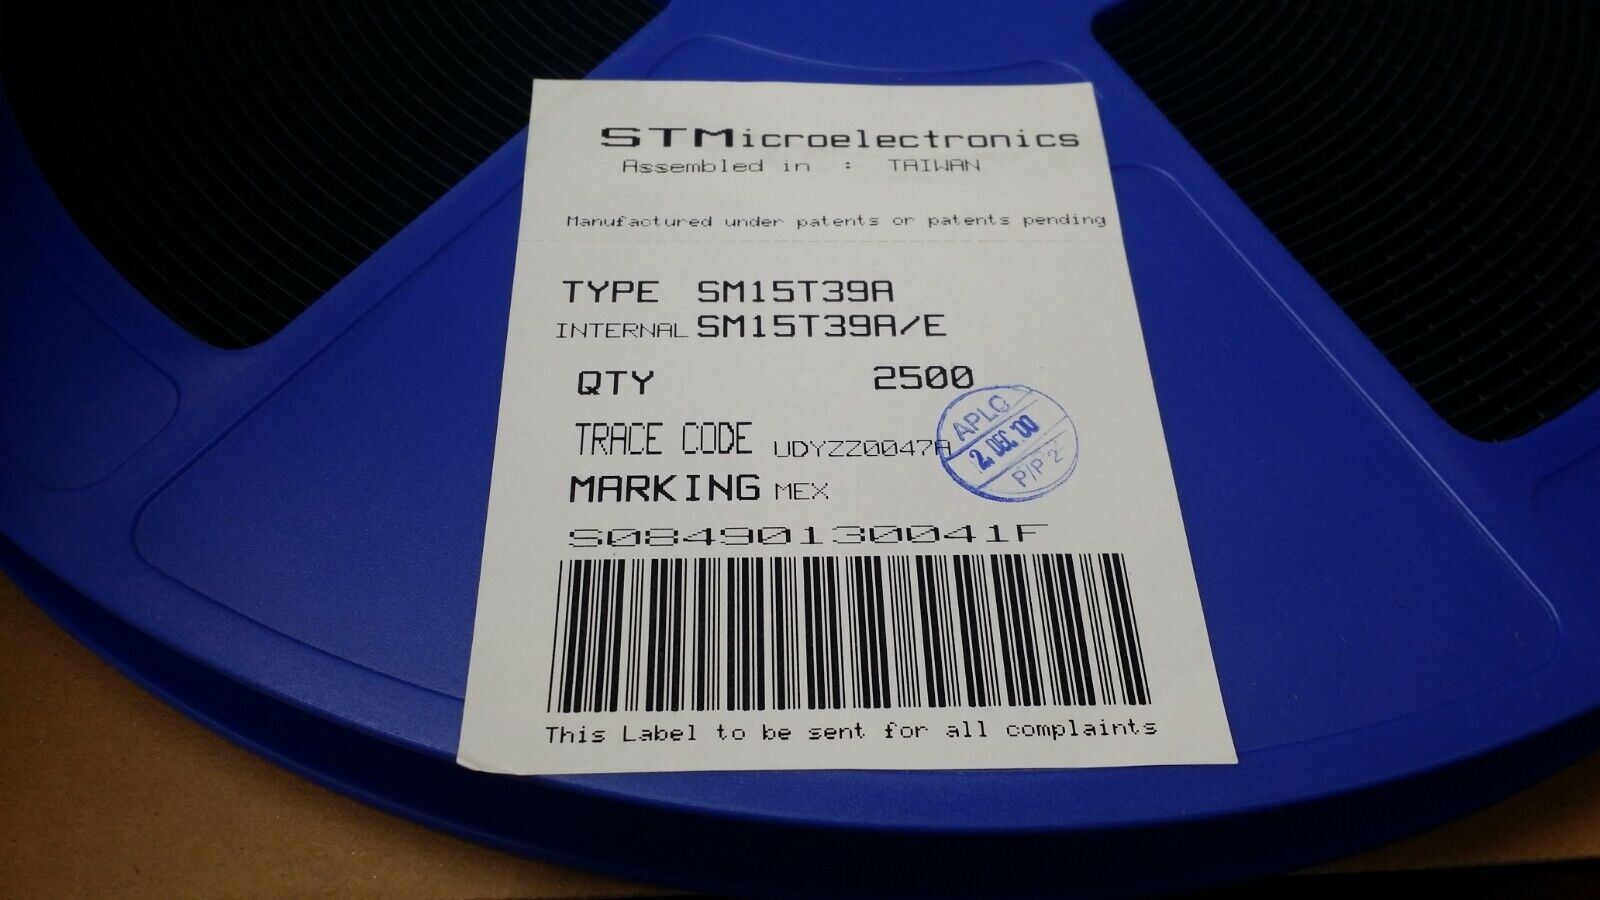 STMicroelectronics
Assembled in : TAIWAN
Manufactured under patents or patents pending
TYPE SM15T39A
INTERNAL SM15T39A/E
QTY 2500
TRACE CODE UDYZZ0047A
MARKING MEX
APLC
2 DEC '00
P/P 2
S08490130041F
This Label to be sent for all complaints